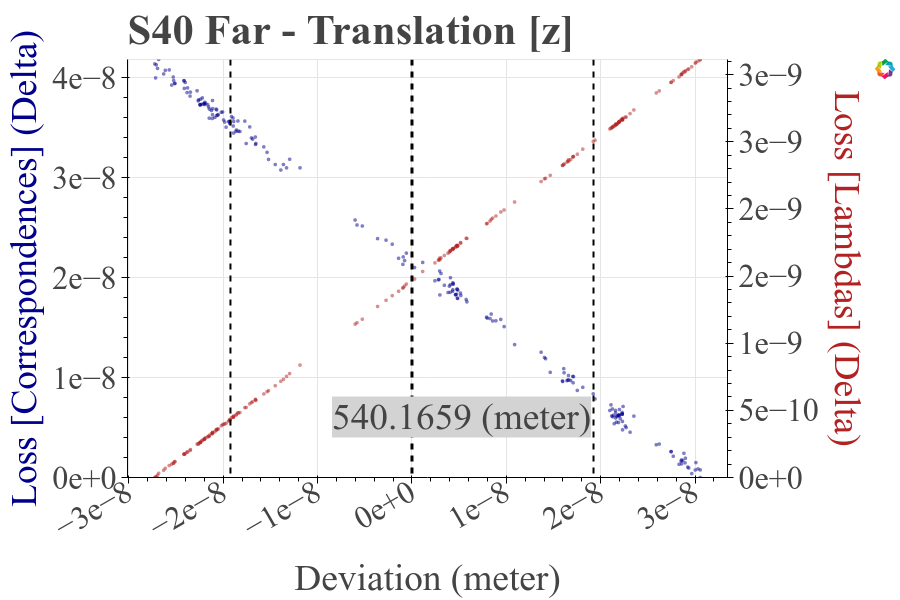 S40 Far - Translation [z]
Loss [Correspondences] (Delta)
4e−8
3e−8
2e−8
1e−8
0e+0
3e−9
3e−9
2e−9
2e−9
1e−9
5e−10
0e+0
Loss [Lambdas] (Delta)
540.1659 (meter)
−3e−8
−2e−8
−1e−8
0e+0
1e−8
2e−8
3e−8
Deviation (meter)